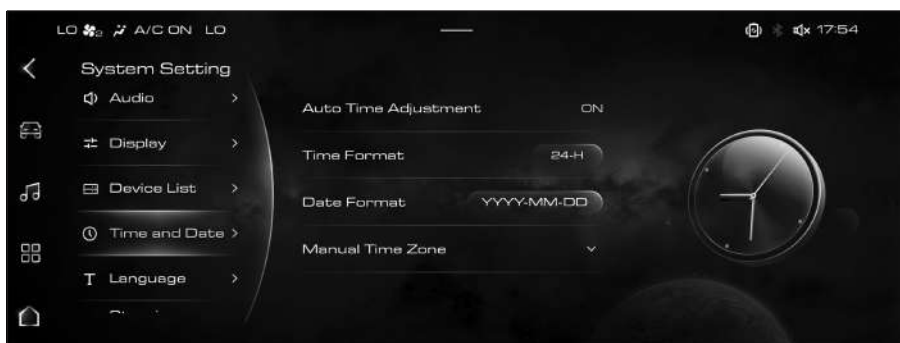 LO 2 A/C ON LO
17:54
System Setting
Audio
Display
Device List
Time and Date
Language
Auto Time Adjustment ON
Time Format 24-H
Date Format YYYY-MM-DD
Manual Time Zone